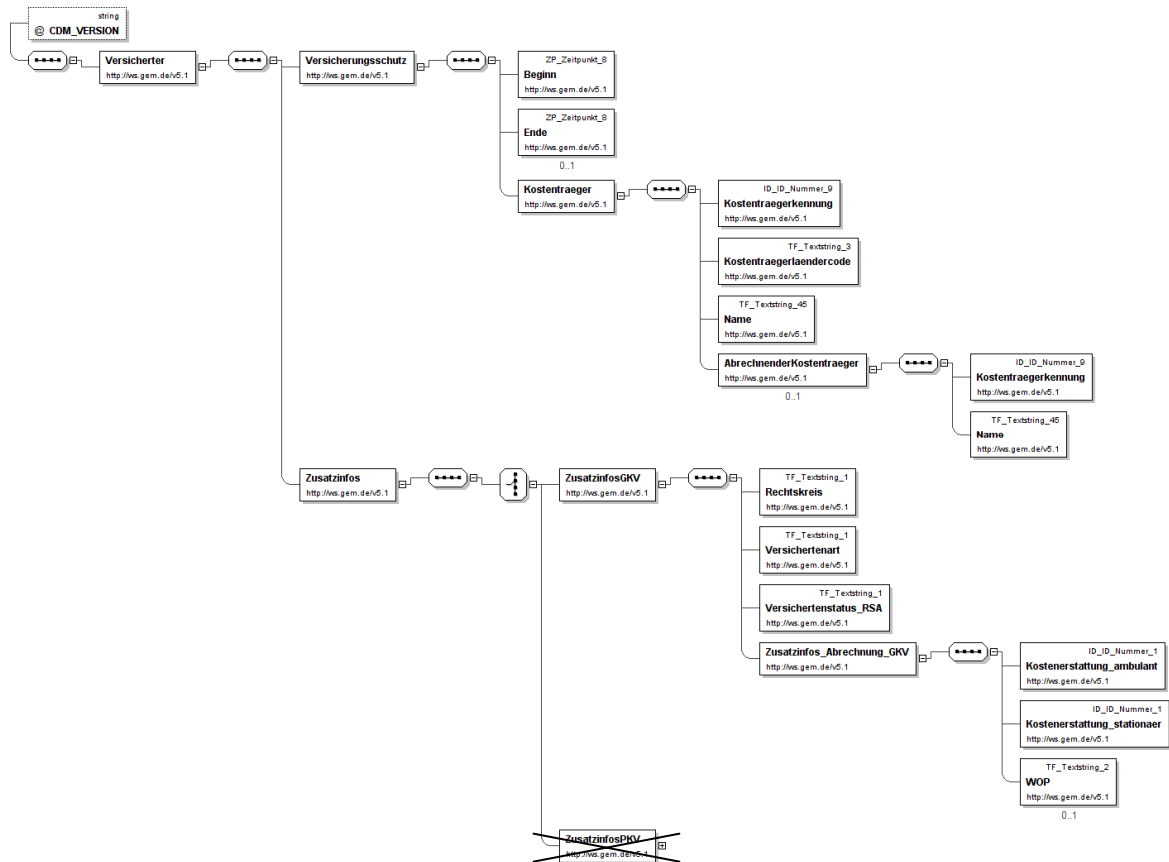 string
@ CDM_VERSION
Versicherter
http://ws.gem.de/v5.1
Versicherungsschutz
http://ws.gem.de/v5.1
ZP_Zeitpunkt_8
Beginn
http://ws.gem.de/v5.1
ZP_Zeitpunkt_8
Ende
http://ws.gem.de/v5.1
0..1
Kostentraeger
http://ws.gem.de/v5.1
ID_ID_Nummer_9
Kostentraegerkennung
http://ws.gem.de/v5.1
TF_Textstring_3
Kostentraegerlaendercode
http://ws.gem.de/v5.1
TF_Textstring_45
Name
http://ws.gem.de/v5.1
AbrechnenderKostentraeger
http://ws.gem.de/v5.1
0..1
ID_ID_Nummer_9
Kostentraegerkennung
http://ws.gem.de/v5.1
TF_Textstring_45
Name
http://ws.gem.de/v5.1
Zusatzinfos
http://ws.gem.de/v5.1
ZusatzinfosGKV
http://ws.gem.de/v5.1
TF_Textstring_1
Rechtskreis
http://ws.gem.de/v5.1
TF_Textstring_1
Versichertenart
http://ws.gem.de/v5.1
TF_Textstring_1
Versichertenstatus_RSA
http://ws.gem.de/v5.1
Zusatzinfos_Abrechnung_GKV
http://ws.gem.de/v5.1
ID_ID_Nummer_1
Kostenerstattung_ambulant
http://ws.gem.de/v5.1
ID_ID_Nummer_1
Kostenerstattung_stationaer
http://ws.gem.de/v5.1
TF_Textstring_2
WOP
http://ws.gem.de/v5.1
0..1
ZusatzinfosPKV
http://ws.gem.de/v5.1